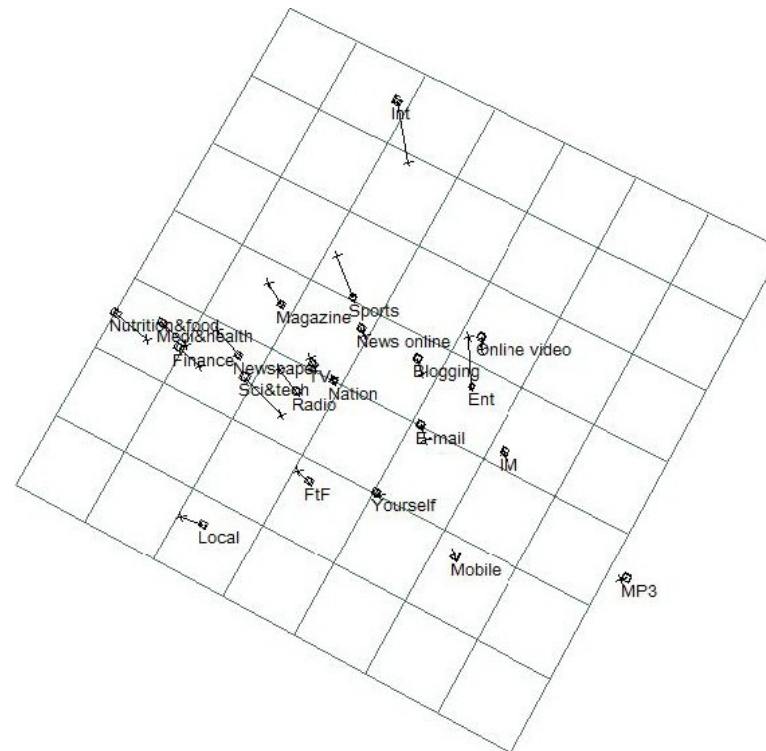 Int
Sports
Magazine
Nutrition&food
Medi&health
News online
Online video
Finance
Newspaper
TV
Blogging
Sci&tech
Nation
Radio
Ent
E-mail
IM
FtF
Yourself
Local
Mobile
MP3